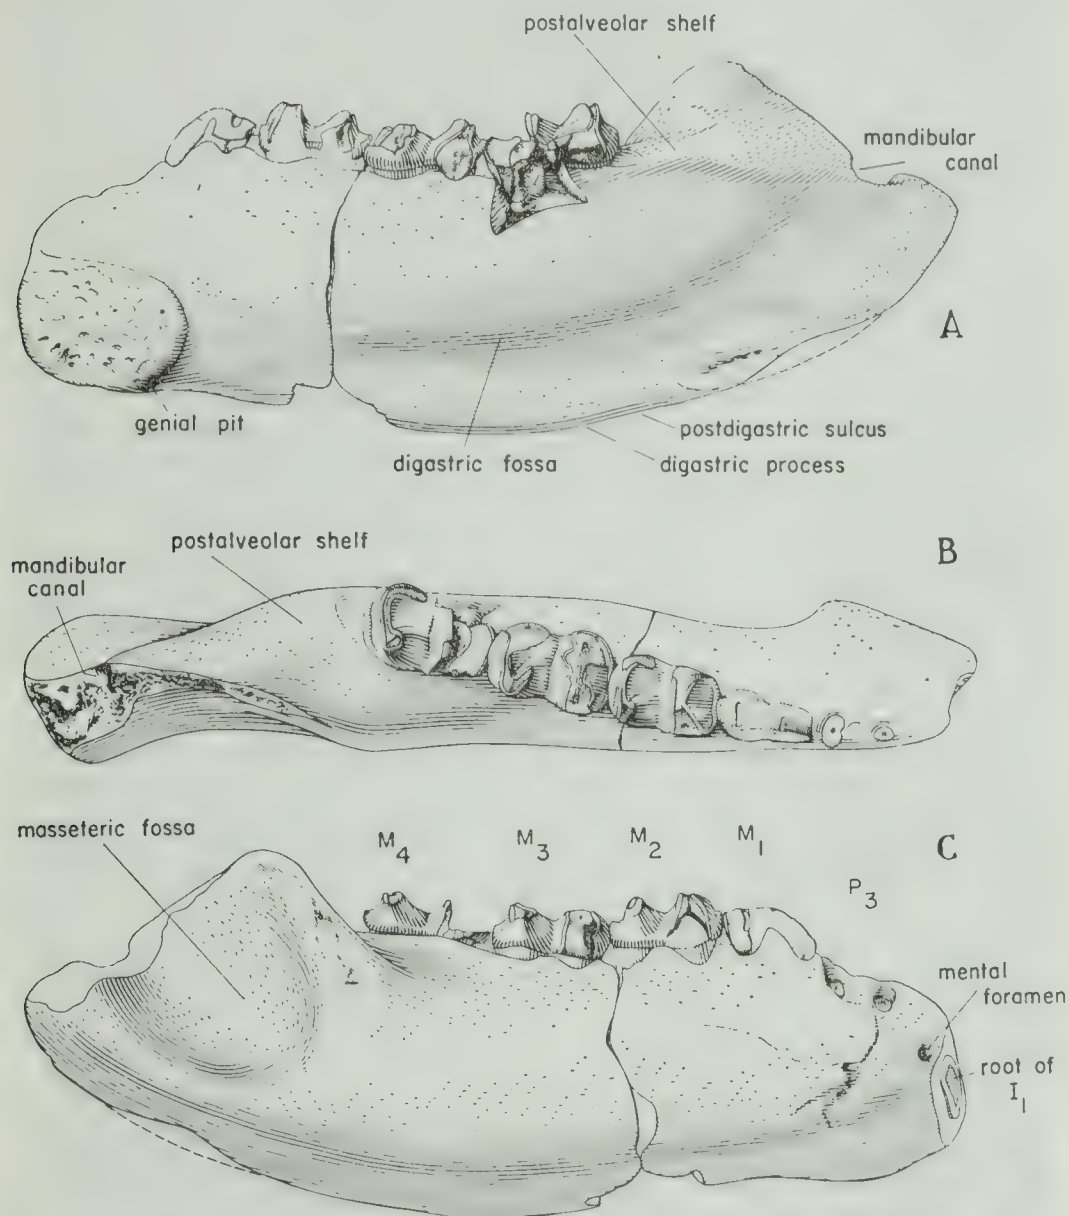 postalveolar shelf
mandibular
canal
A
genial pit
postdigastric sulcus
digastric fossa
digastric process
B
postalveolar shelf
mandibular
canal
C
masseteric fossa
M4
M3
M2
M1
P3
mental
foramen
root of
I1